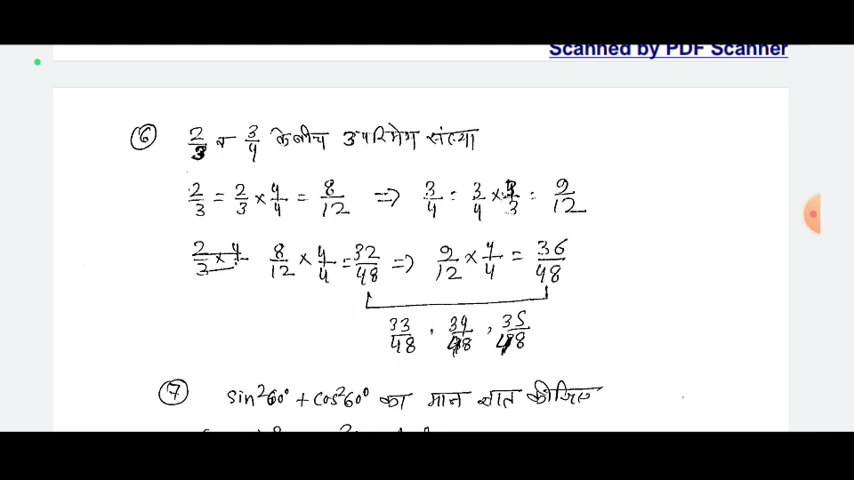 Scanned by PDF Scanner
⑥ 2/3 व 3/4 के बीच 3 परिमेय संख्या
2/3 = 2/3 × 4/4 = 8/12 ⇒ 3/4 = 3/4 × 3/3 = 9/12
8/12 × 4/4 = 32/48 ⇒ 9/12 × 4/4 = 36/48
33/48, 34/48, 35/48
⑦ sin²60° + cos²60° का मान ज्ञात कीजिए